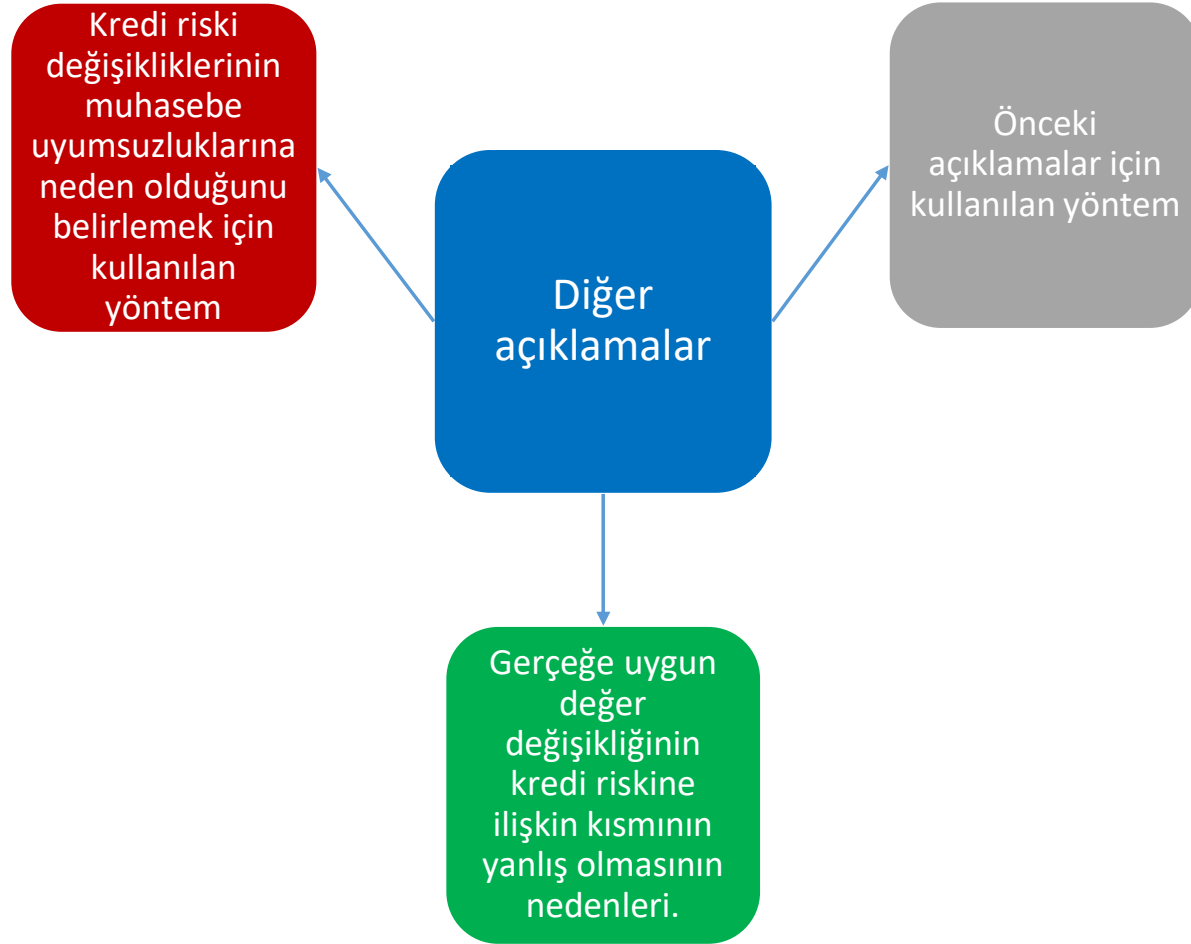 Kredi riski
değişikliklerinin
muhasebe
uyumsuzluklarına
neden olduğunu
belirlemek için
kullanılan
yöntem
Önceki
açıklamalar için
kullanılan yöntem
Diğer
açıklamalar
Gerçeğe uygun
değer
değişikliğinin
kredi riskine
ilişkin kısmının
yanlış olmasının
nedenleri.